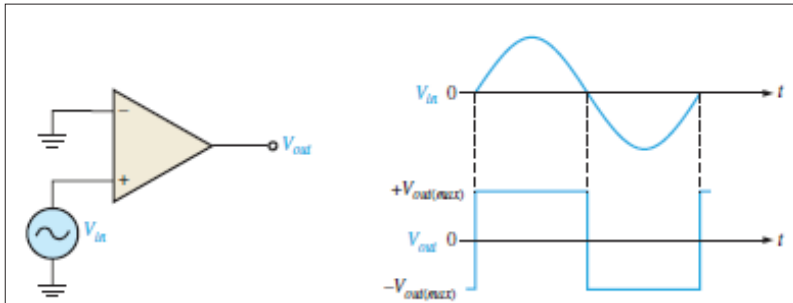 −
+
V_out
V_in
V_in 0
t
+V_out(max)
V_out 0
t
−V_out(max)